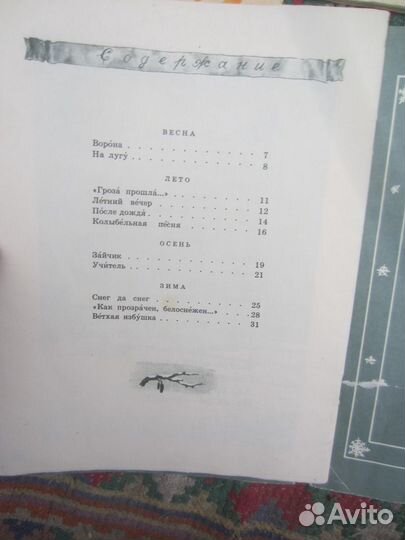 Содержание
ВЕСНА
Воро́на . . . . . . . . . . . 7
На лугу́ . . . . . . . . . . . 8
ЛЕТО
«Гроза́ прошла́...» . . . . . . . . 11
Ле́тний ве́чер . . . . . . . . . 12
По́сле дождя́ . . . . . . . . . 14
Колыбе́льная пе́сня . . . . . . . 16
ОСЕНЬ
За́йчик . . . . . . . . . . . 19
Учи́тель . . . . . . . . . . . 21
ЗИМА
Снег да снег . . . . . . . . . 25
«Как прозра́чен, белосне́жен...» . . . 28
Ве́тхая избу́шка . . . . . . . . 31
Avito